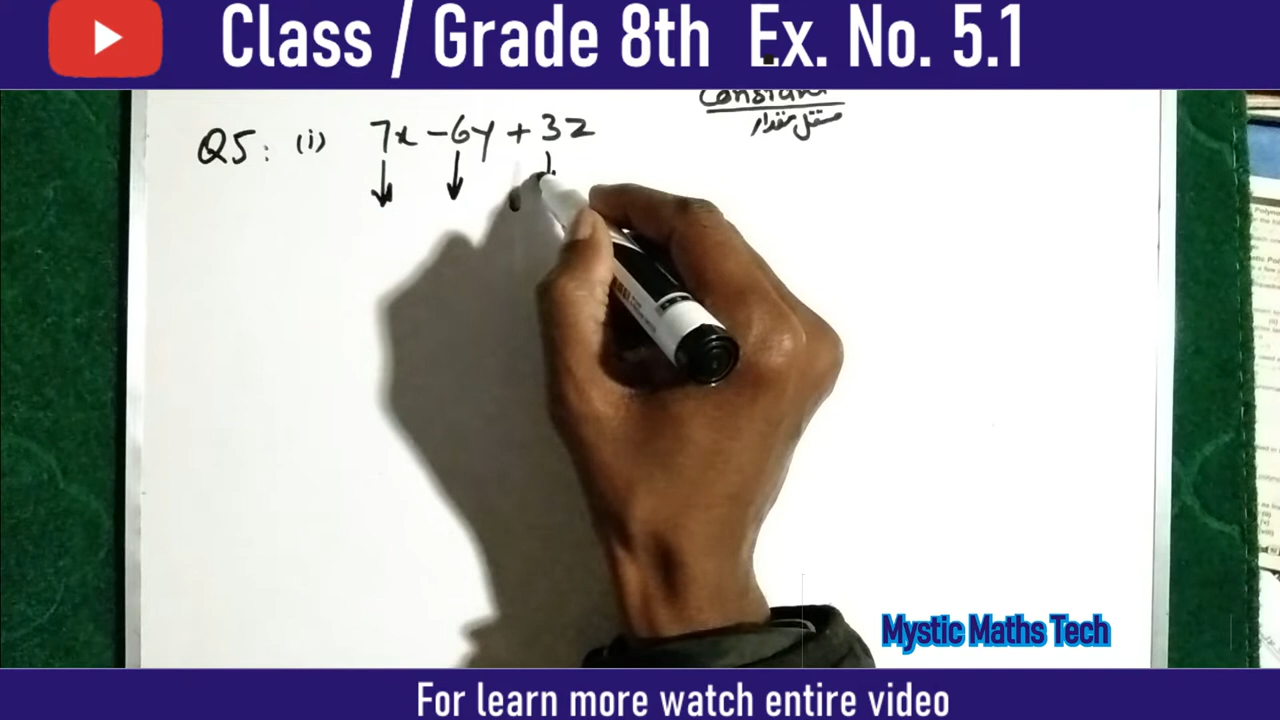 Class / Grade 8th Ex. No. 5.1
Constant
مستقل مقدار
Q5: (i) 7x - 6y + 3z
Mystic Maths Tech
For learn more watch entire video